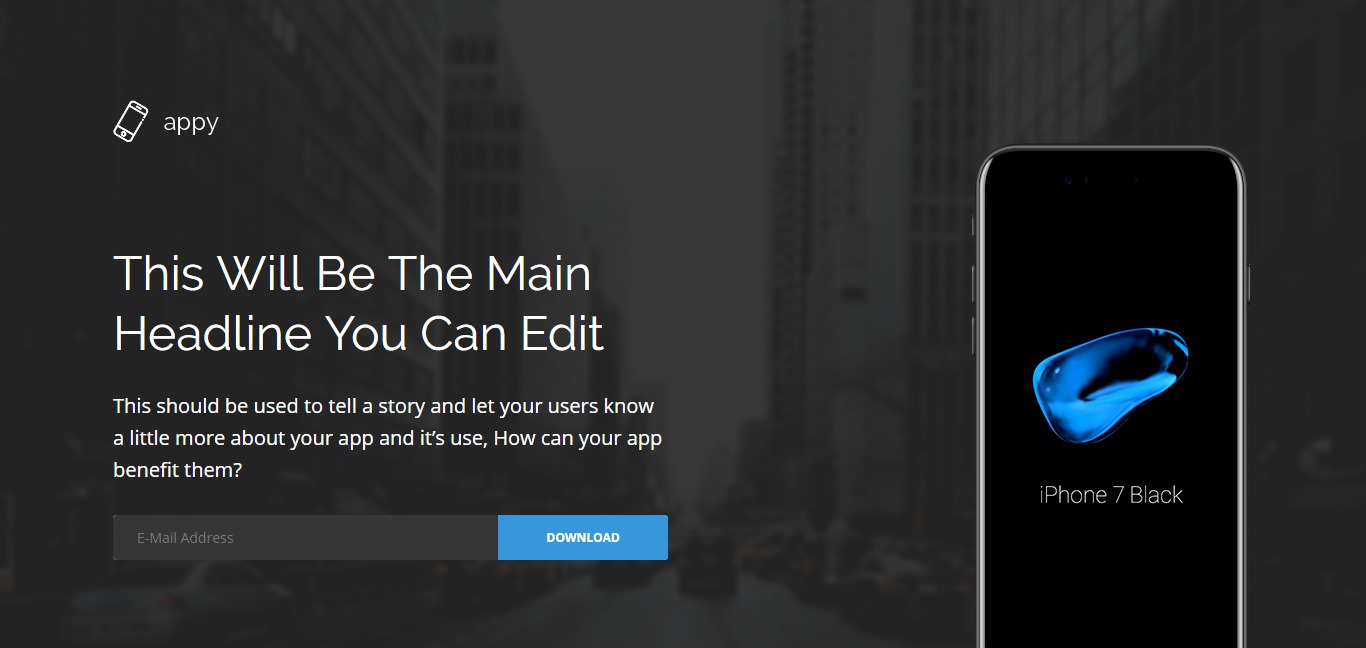 appy
This Will Be The Main
Headline You Can Edit
This should be used to tell a story and let your users know
a little more about your app and it’s use, How can your app
benefit them?
E-Mail Address
DOWNLOAD
iPhone 7 Black